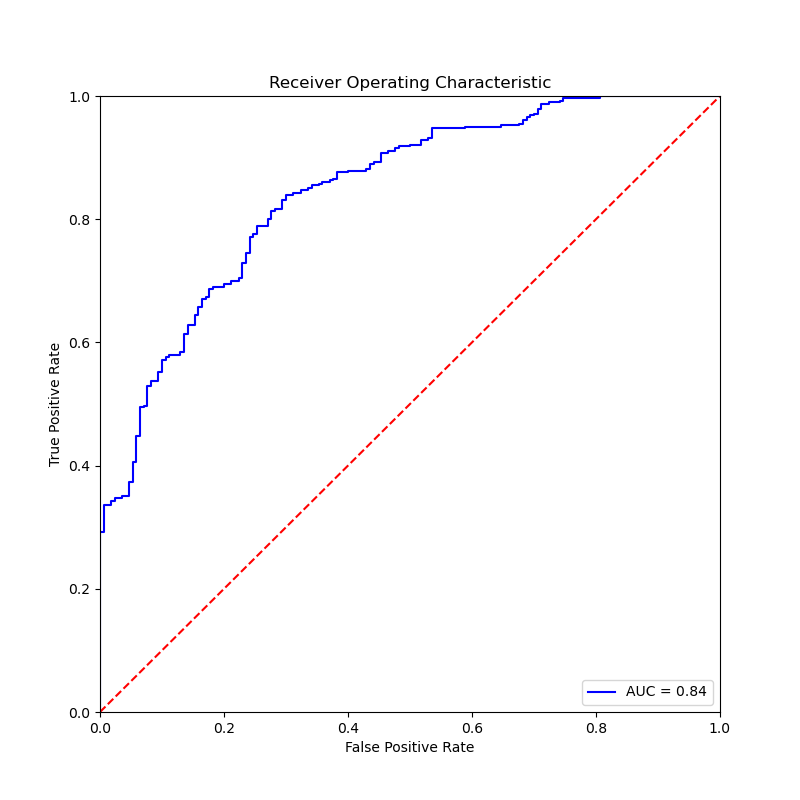 Receiver Operating Characteristic
True Positive Rate
1.0
0.8
0.6
0.4
0.2
0.0
AUC = 0.84
0.0 0.2 0.4 0.6 0.8 1.0
False Positive Rate